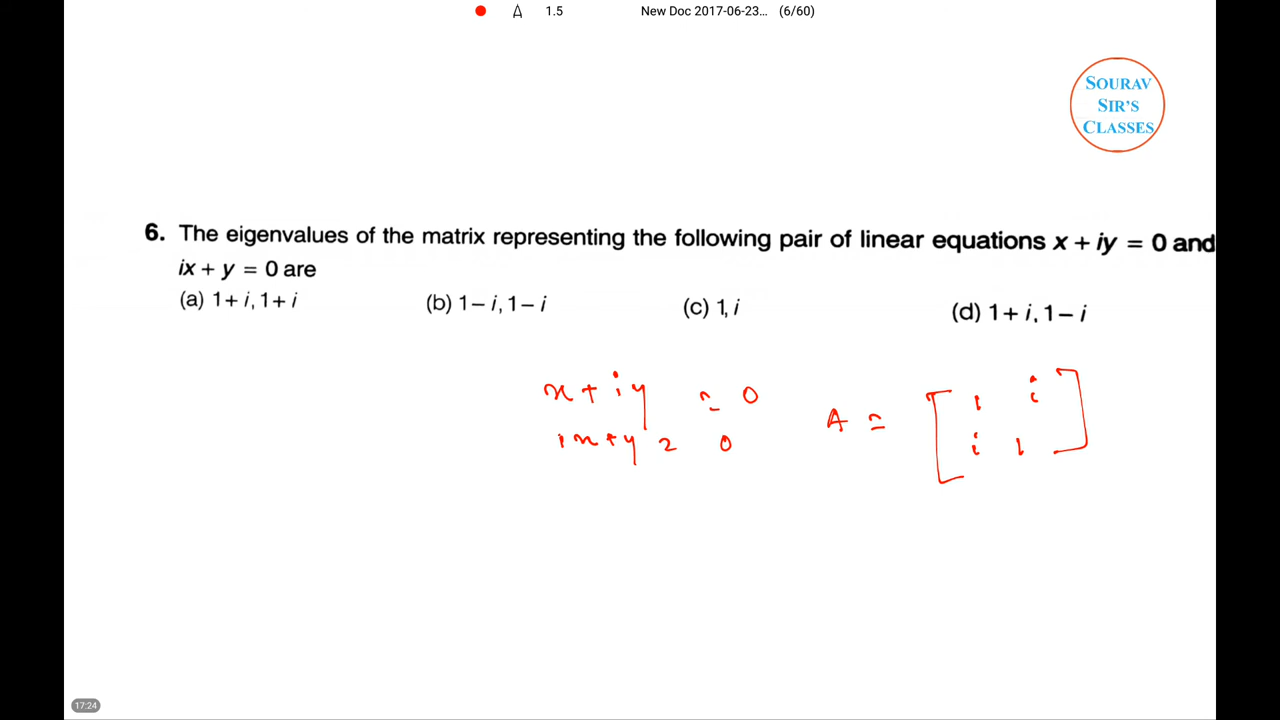 A 1.5 New Doc 2017-06-23... (6/60)
SOURAV
SIR'S
CLASSES
6. The eigenvalues of the matrix representing the following pair of linear equations x + iy = 0 and
ix + y = 0 are
(a) 1+ i, 1+ i (b) 1– i, 1– i (c) 1, i (d) 1+ i, 1– i
x + iy = 0
ix + y = 0
A = [ 1 i
i 1 ]
17:24